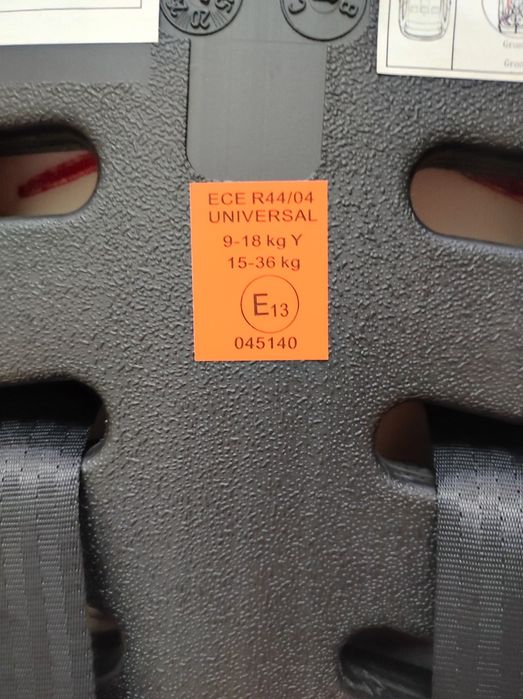 ECE R44/04
UNIVERSAL
9-18 kg Y
15-36 kg
E13
045140